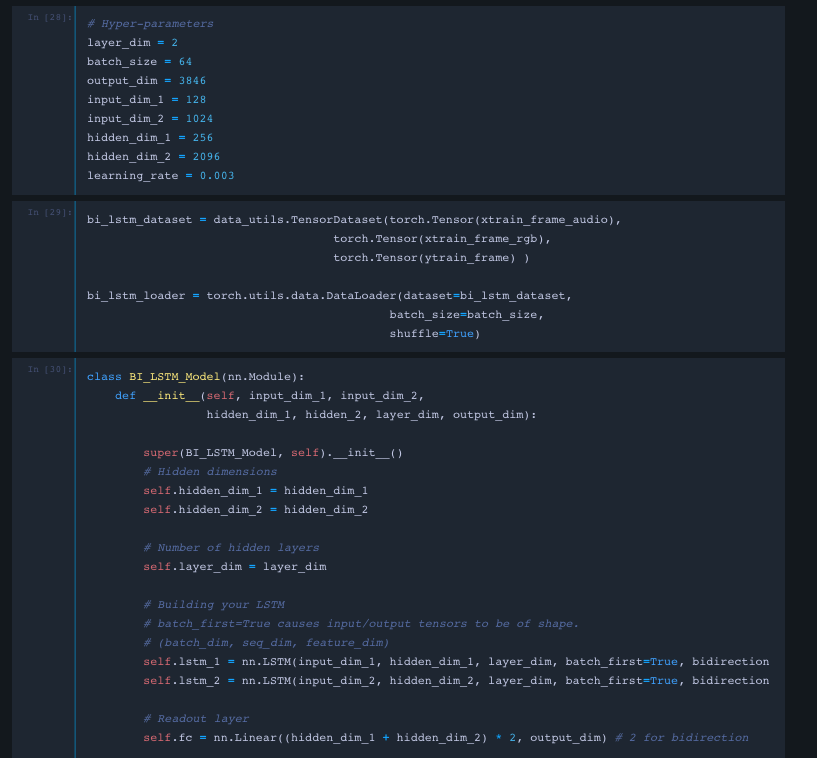 In [28]:
# Hyper-parameters
layer_dim = 2
batch_size = 64
output_dim = 3846
input_dim_1 = 128
input_dim_2 = 1024
hidden_dim_1 = 256
hidden_dim_2 = 2096
learning_rate = 0.003
In [29]:
bi_lstm_dataset = data_utils.TensorDataset(torch.Tensor(xtrain_frame_audio),
torch.Tensor(xtrain_frame_rgb),
torch.Tensor(ytrain_frame) )
bi_lstm_loader = torch.utils.data.DataLoader(dataset=bi_lstm_dataset,
batch_size=batch_size,
shuffle=True)
In [30]:
class BI_LSTM_Model(nn.Module):
def __init__(self, input_dim_1, input_dim_2,
hidden_dim_1, hidden_2, layer_dim, output_dim):
super(BI_LSTM_Model, self).__init__()
# Hidden dimensions
self.hidden_dim_1 = hidden_dim_1
self.hidden_dim_2 = hidden_dim_2
# Number of hidden layers
self.layer_dim = layer_dim
# Building your LSTM
# batch_first=True causes input/output tensors to be of shape.
# (batch_dim, seq_dim, feature_dim)
self.lstm_1 = nn.LSTM(input_dim_1, hidden_dim_1, layer_dim, batch_first=True, bidirection
self.lstm_2 = nn.LSTM(input_dim_2, hidden_dim_2, layer_dim, batch_first=True, bidirection
# Readout layer
self.fc = nn.Linear((hidden_dim_1 + hidden_dim_2) * 2, output_dim) # 2 for bidirection